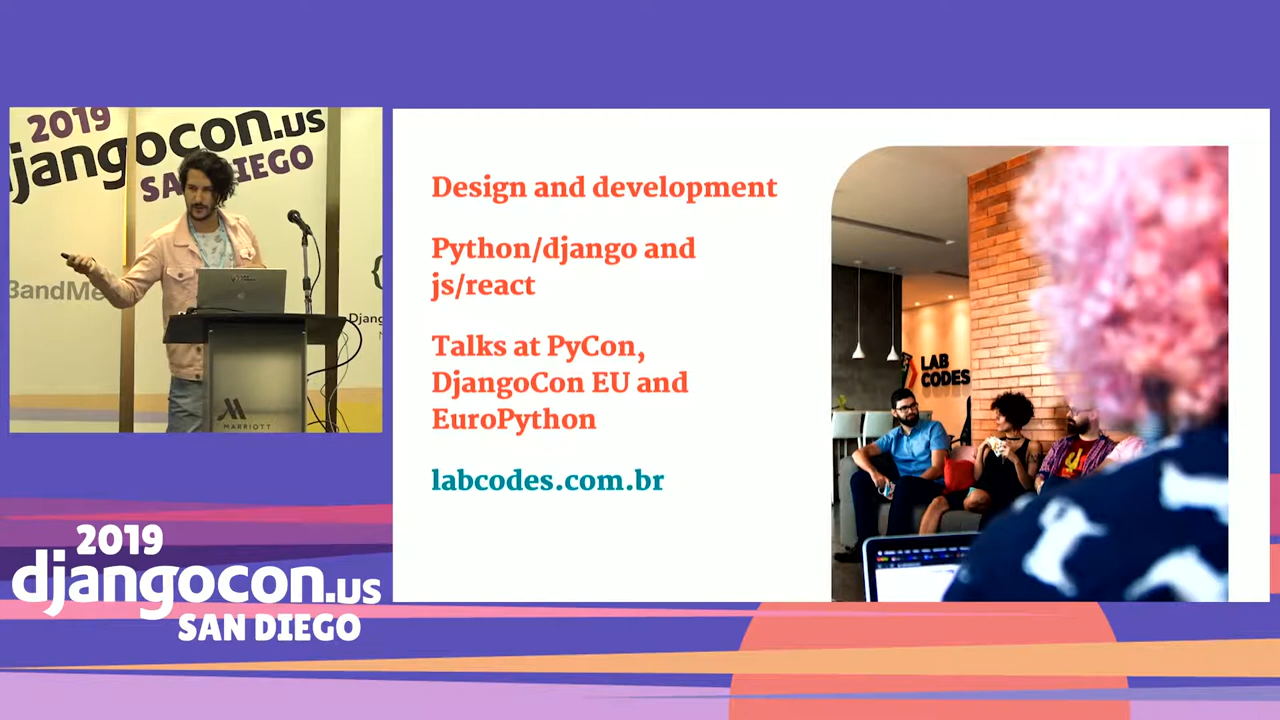 2019
djangocon.us
SAN DIEGO
3andMe
Djang
MARRIOTT
Design and development
Python/django and
js/react
Talks at PyCon,
DjangoCon EU and
EuroPython
labcodes.com.br
LAB
CODES
2019
djangocon.us
SAN DIEGO